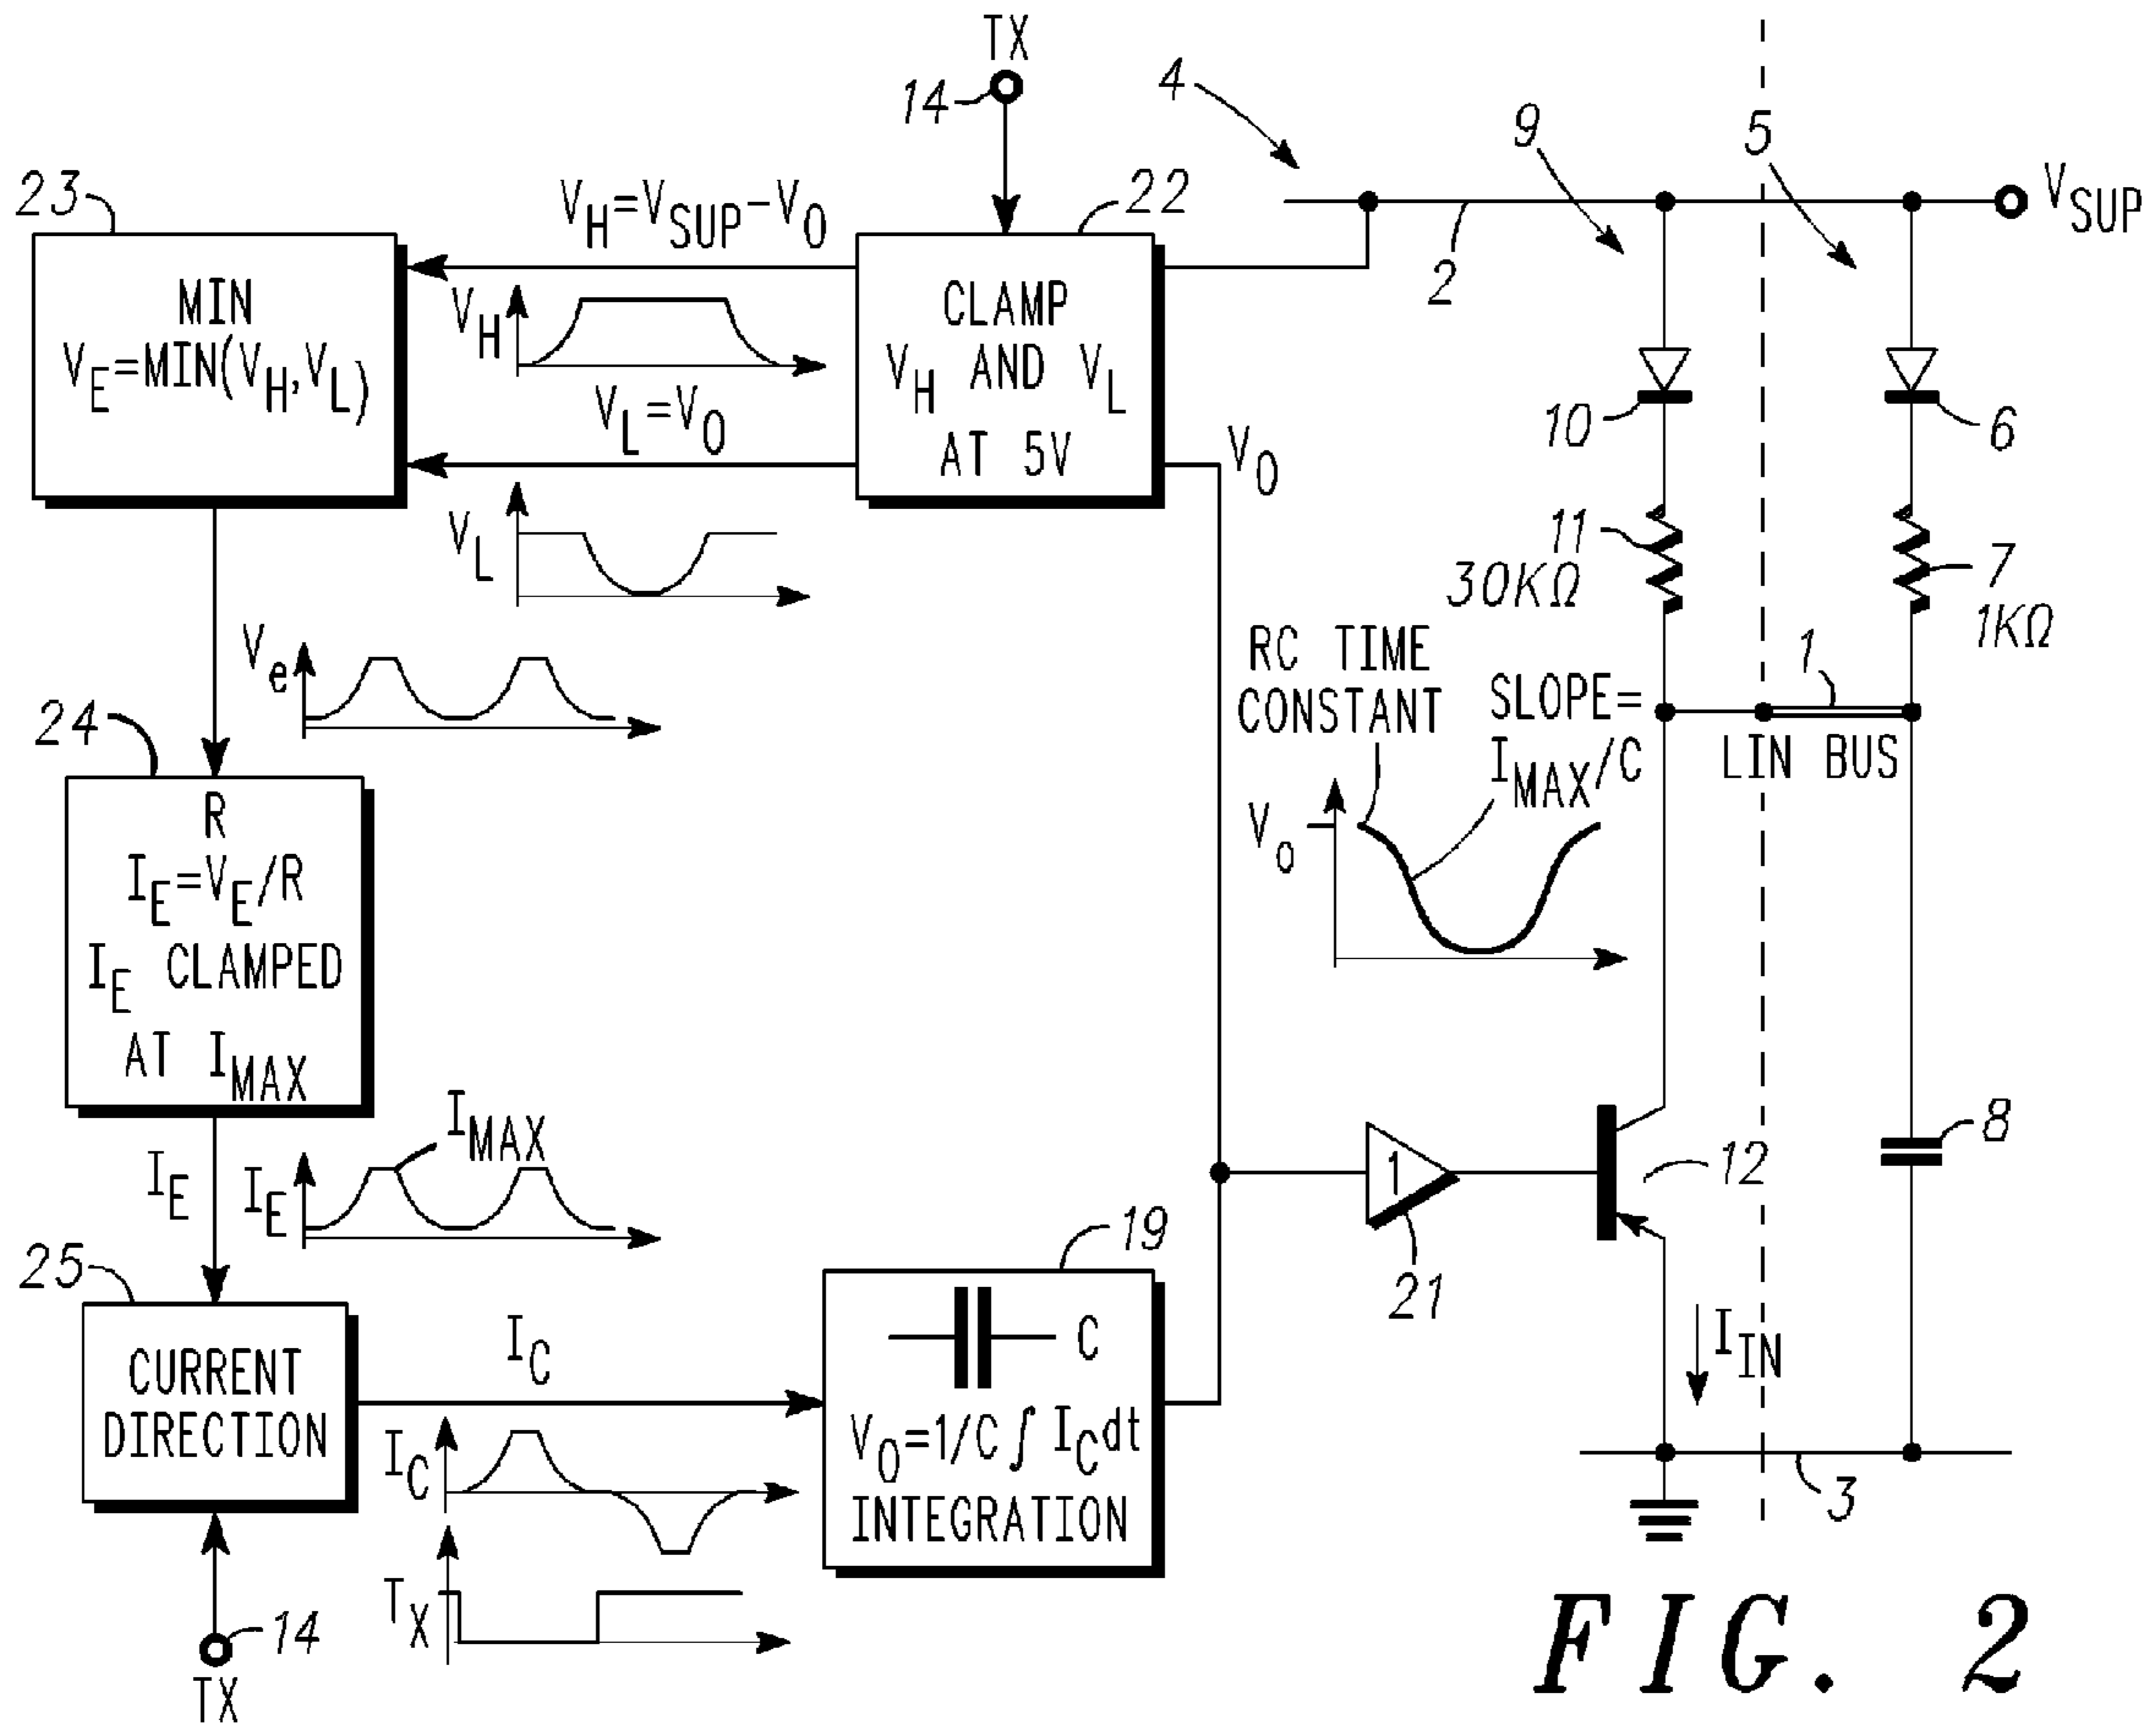 TX
14
4
9
5
23
V_H=V_SUP-V_O
22
V_SUP
MIN
V_E=MIN(V_H,V_L)
V_H
CLAMP
V_H AND V_L
AT 5V
2
V_L=V_O
V_O
10
6
V_L
11
30KΩ
7
1KΩ
V_e
RC TIME
CONSTANT
SLOPE=
I_MAX/C
1
LIN BUS
24
R
I_E=V_E/R
I_E CLAMPED
AT I_MAX
V_o
I_MAX
I_E
I_E
1
21
12
8
25
19
I_IN
CURRENT
DIRECTION
I_C
C
I_C
V_O=1/C∫I_Cdt
INTEGRATION
3
T_X
14
TX
FIG. 2